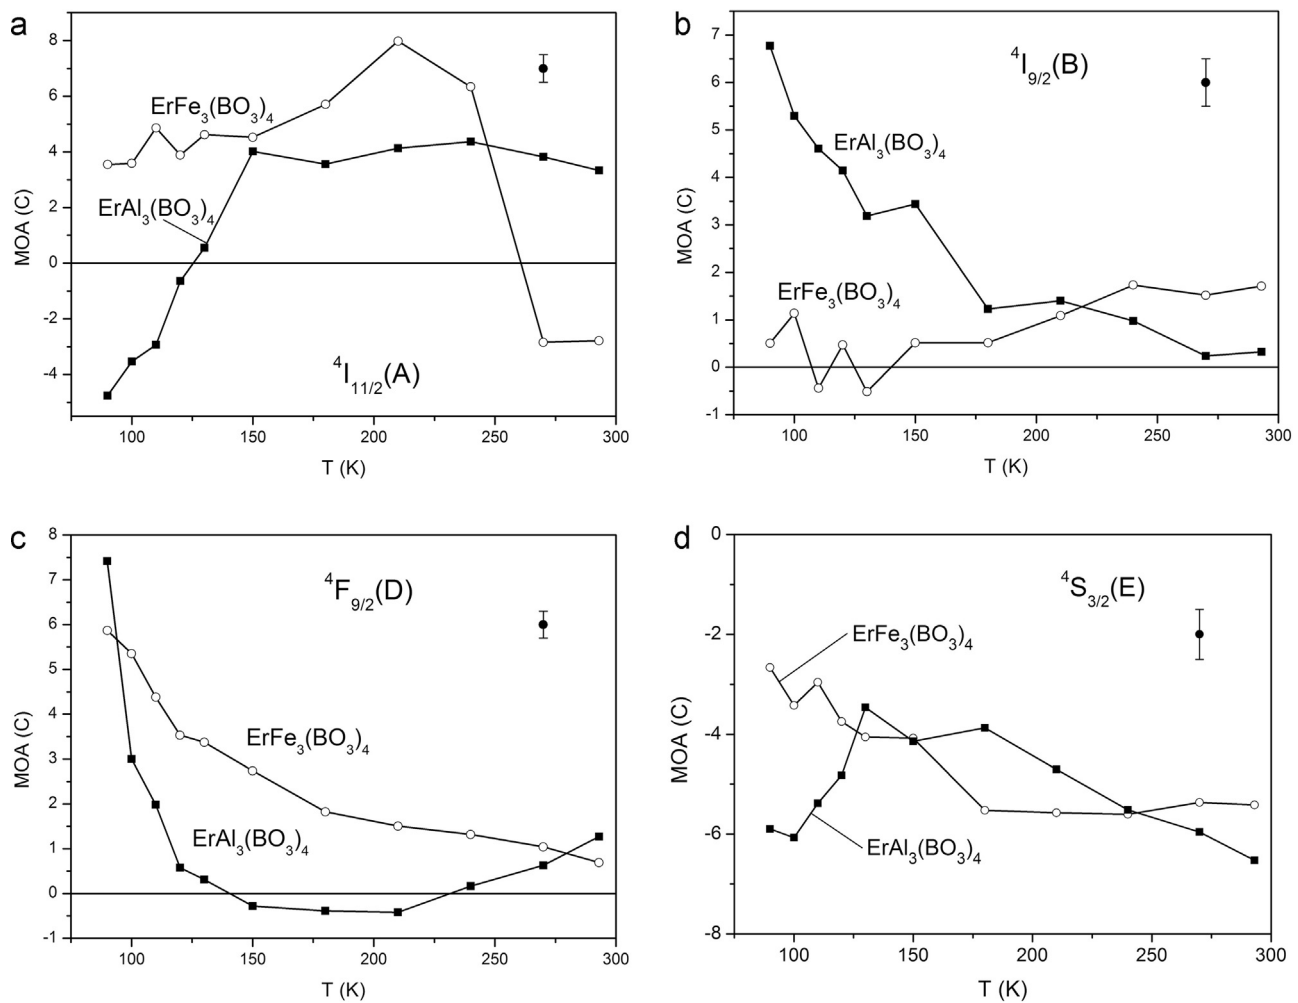 a
8
6
4
2
0
-2
-4
MOA (C)
ErFe3(BO3)4
ErAl3(BO3)4
4I11/2(A)
100 150 200 250 300
T (K)
b
7
6
5
4
3
2
1
0
-1
MOA (C)
4I9/2(B)
ErAl3(BO3)4
ErFe3(BO3)4
100 150 200 250 300
T (K)
c
8
7
6
5
4
3
2
1
0
-1
MOA (C)
4F9/2(D)
ErFe3(BO3)4
ErAl3(BO3)4
100 150 200 250 300
T (K)
d
-0
-2
-4
-6
-8
MOA (C)
4S3/2(E)
ErFe3(BO3)4
ErAl3(BO3)4
100 150 200 250 300
T (K)